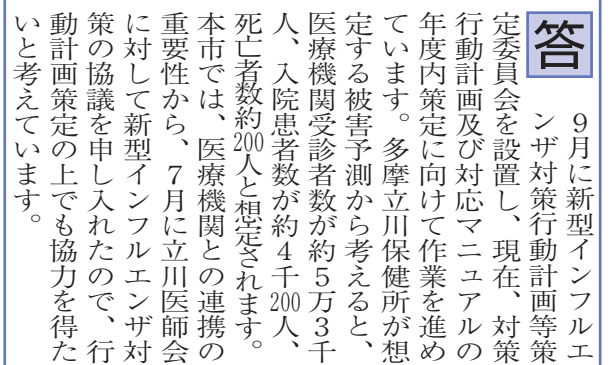 答
9月に新型インフルエ
ンザ対策行動計画等策
定委員会を設置し、現在、対策
行動計画及び対応マニュアルの
年度内策定に向けて作業を進め
ています。多摩立川保健所が想
定する被害予測から考えると、
医療機関受診者数が約5万3千
人、入院患者数が約4千200人、
死亡者数約200人と想定されます。
本市では、医療機関との連携の
重要性から、7月に立川医師会
に対して新型インフルエンザ対
策の協議を申し入れたので、行
動計画策定の上でも協力を得た
いと考えています。